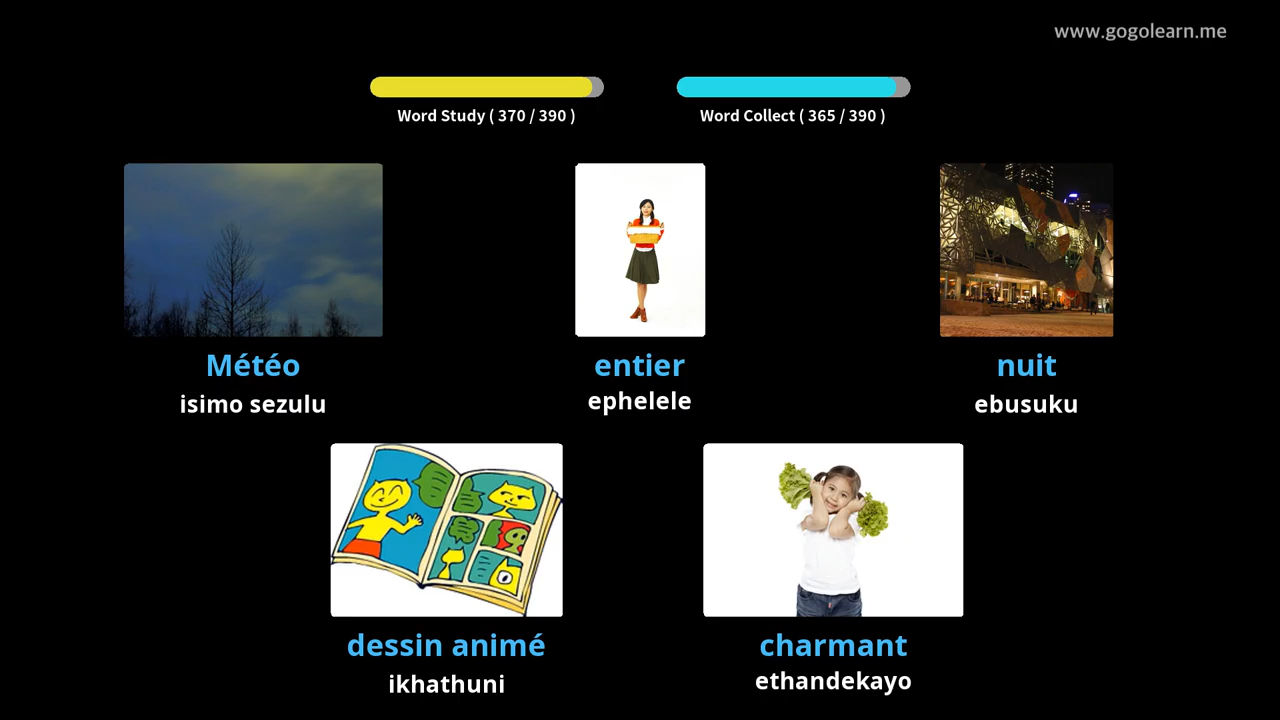 www.gogolearn.me
Word Study ( 370 / 390 )
Word Collect ( 365 / 390 )
Météo
isimo sezulu
entier
ephelele
nuit
ebusuku
dessin animé
ikhathuni
charmant
ethandekayo